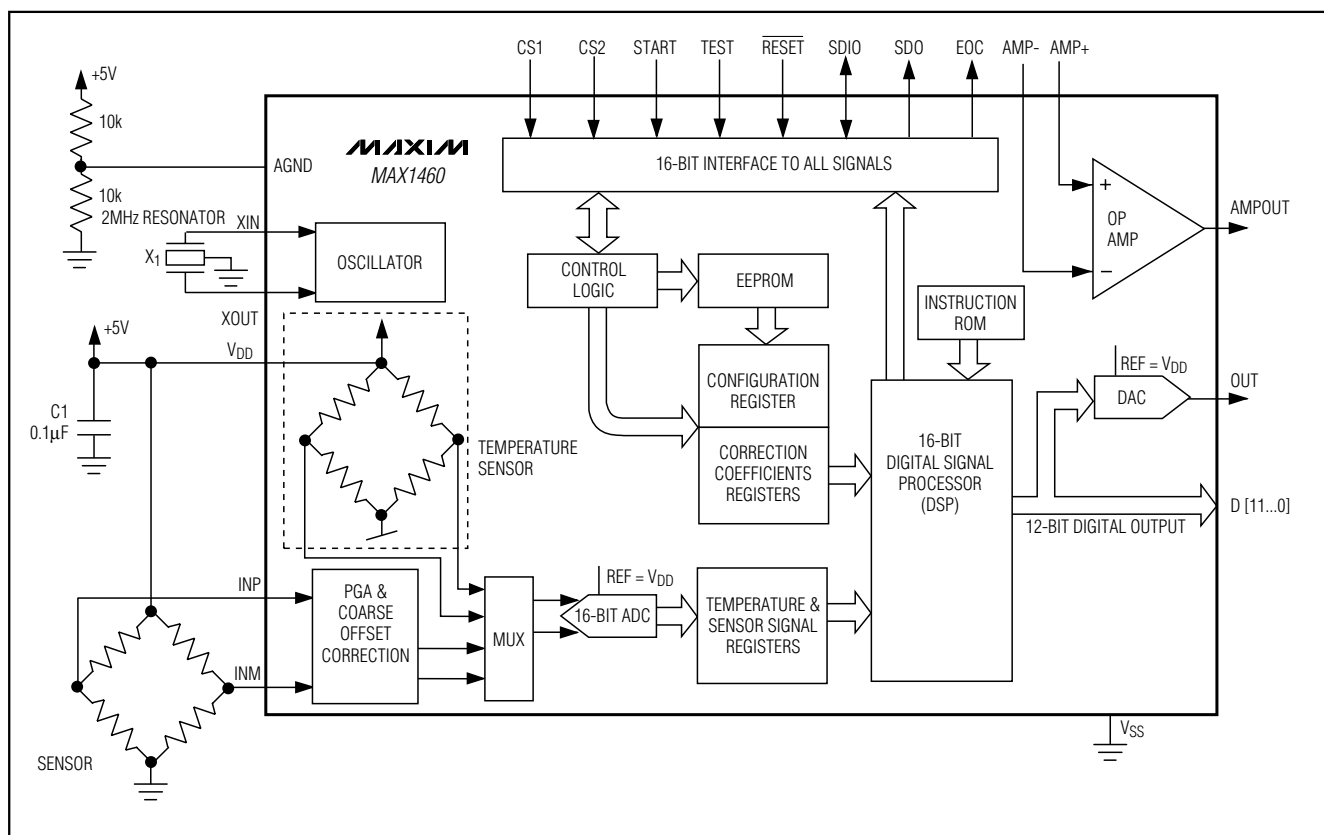 CS1 CS2 START TEST RESET SDIO SDO EOC AMP- AMP+
+5V
10k
AGND
10k
2MHz RESONATOR
XIN
X1
XOUT
MAXIM
MAX1460
16-BIT INTERFACE TO ALL SIGNALS
+
OP
AMP
−
AMPOUT
OSCILLATOR
CONTROL
LOGIC
EEPROM
INSTRUCTION
ROM
+5V
VDD
C1
0.1µF
TEMPERATURE
SENSOR
CONFIGURATION
REGISTER
CORRECTION
COEFFICIENTS
REGISTERS
16-BIT
DIGITAL SIGNAL
PROCESSOR
(DSP)
REF = VDD
DAC
OUT
D [11...0]
12-BIT DIGITAL OUTPUT
INP
INM
PGA &
COARSE
OFFSET
CORRECTION
MUX
REF = VDD
16-BIT ADC
TEMPERATURE &
SENSOR SIGNAL
REGISTERS
VSS
SENSOR